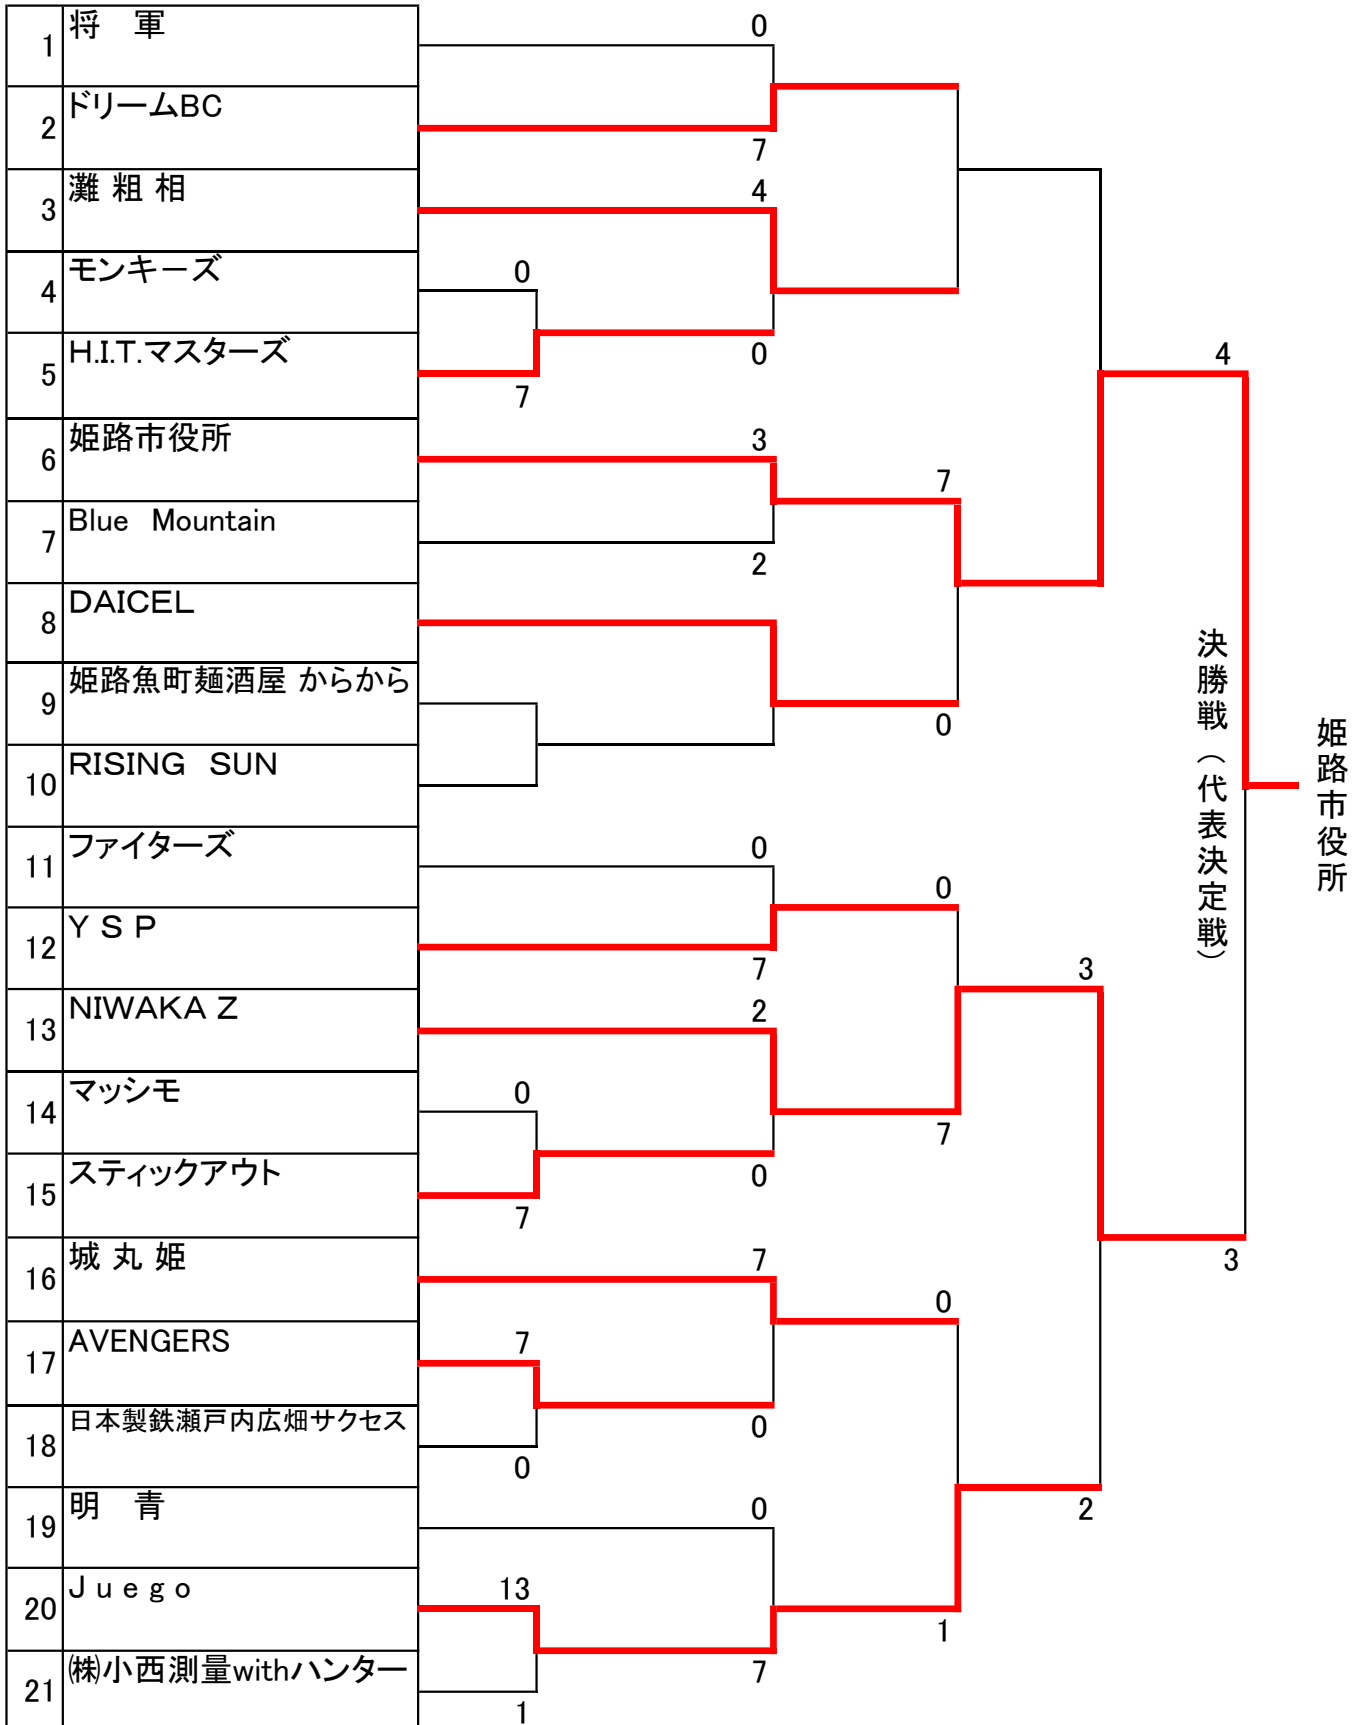 1 将　軍
0
2 ドリームBC
7
3 灘 粗 相
4
4 モンキーズ
0
5 H.I.T.マスターズ
0
7
4
6 姫路市役所
3
7
7 Blue　Mountain
2
8 DAICEL
9 姫路魚町麺酒屋 からから
0
10 RISING　SUN
決勝戦（代表決定戦）
姫路市役所
11 ファイターズ
0
0
12 Y S P
7
3
13 NIWAKA Z
2
14 マッシモ
0
7
15 スティックアウト
0
7
16 城 丸 姫
7
3
0
17 AVENGERS
7
18 日本製鉄瀬戸内広畑サクセス
0
0
19 明　青
0
2
20 J u e g o
13
1
21 ㈱小西測量withハンター
7
1